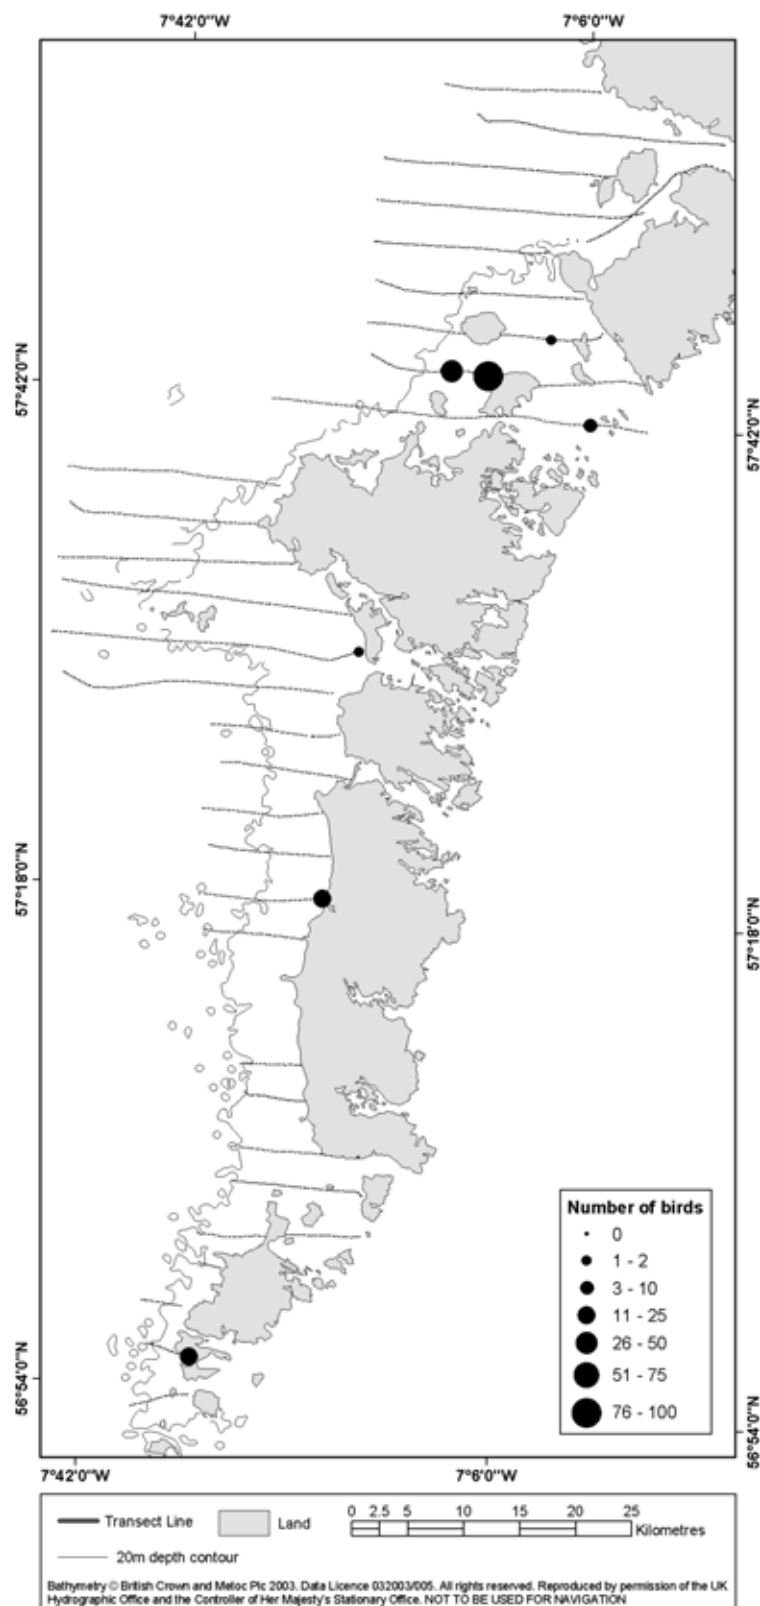 7°42'0"W 7°6'0"W
57°42'0"N
57°42'0"N
57°18'0"N
57°18'0"N
Number of birds
0
1 - 2
3 - 10
11 - 25
26 - 50
51 - 75
76 - 100
56°54'0"N
56°54'0"N
7°42'0"W 7°6'0"W
Transect Line Land 0 2.5 5 10 15 20 25 Kilometres
20m depth contour
Bathymetry © British Crown and Metoc Plc 2003. Data Licence 032003/005. All rights reserved. Reproduced by permission of the UK
Hydrographic Office and the Controller of Her Majesty's Stationary Office. NOT TO BE USED FOR NAVIGATION